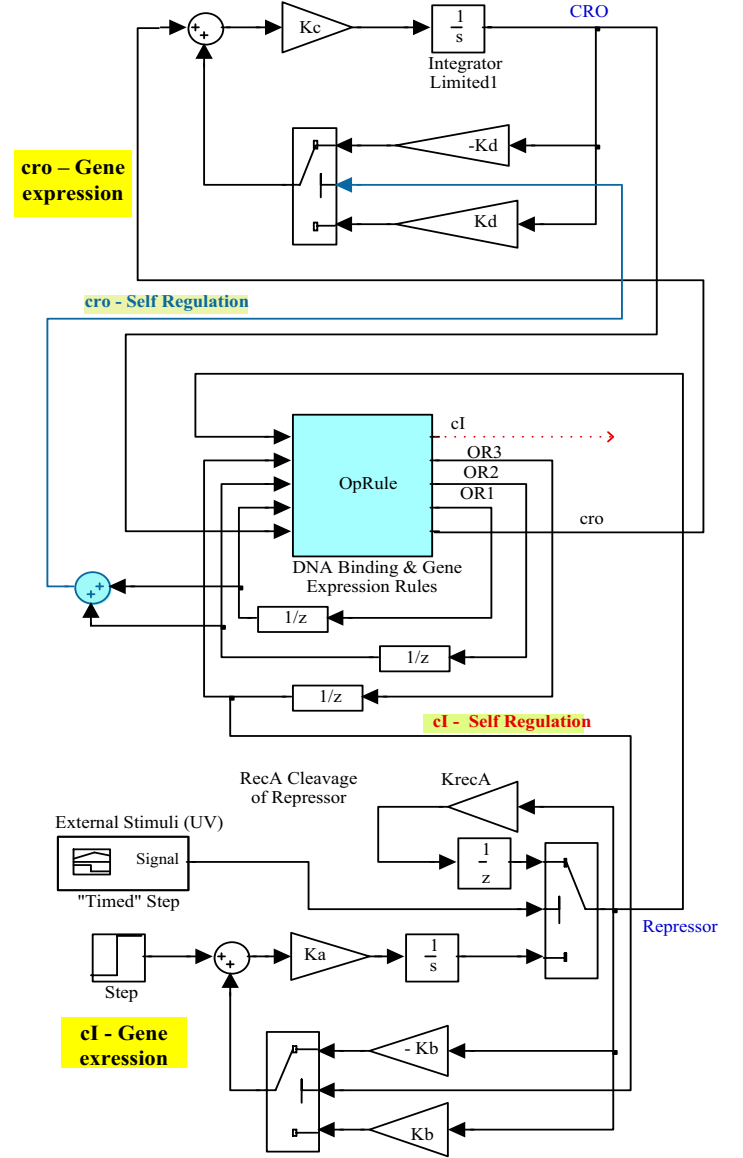 CRO
Kc
1
s
Integrator
Limited1
-Kd
cro – Gene
expression
Kd
cro - Self Regulation
cI
OR3
OR2
OpRule
OR1
cro
DNA Binding & Gene
Expression Rules
1/z
1/z
1/z
cI -  Self Regulation
RecA Cleavage
of Repressor
KrecA
External Stimuli (UV)
Signal
1
z
"Timed" Step
Repressor
Ka
1
s
Step
cI - Gene
exression
- Kb
Kb